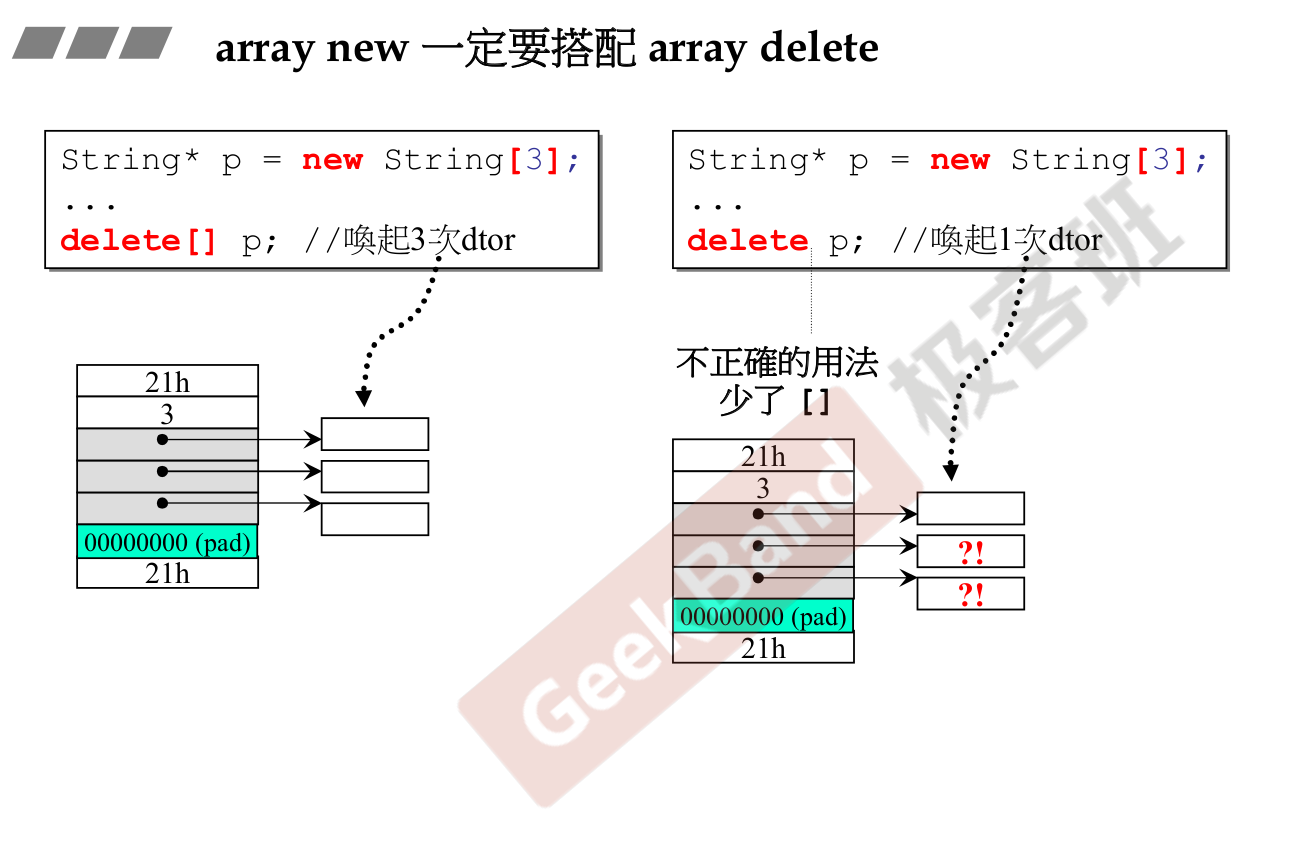 array new 一定要搭配 array delete
String* p = new String[3];
...
delete[] p; //喚起3次dtor
String* p = new String[3];
...
delete p; //喚起1次dtor
不正確的用法
少了 []
21h
3
00000000 (pad)
21h
21h
3
?!
?!
00000000 (pad)
21h
GeekBand
极客班